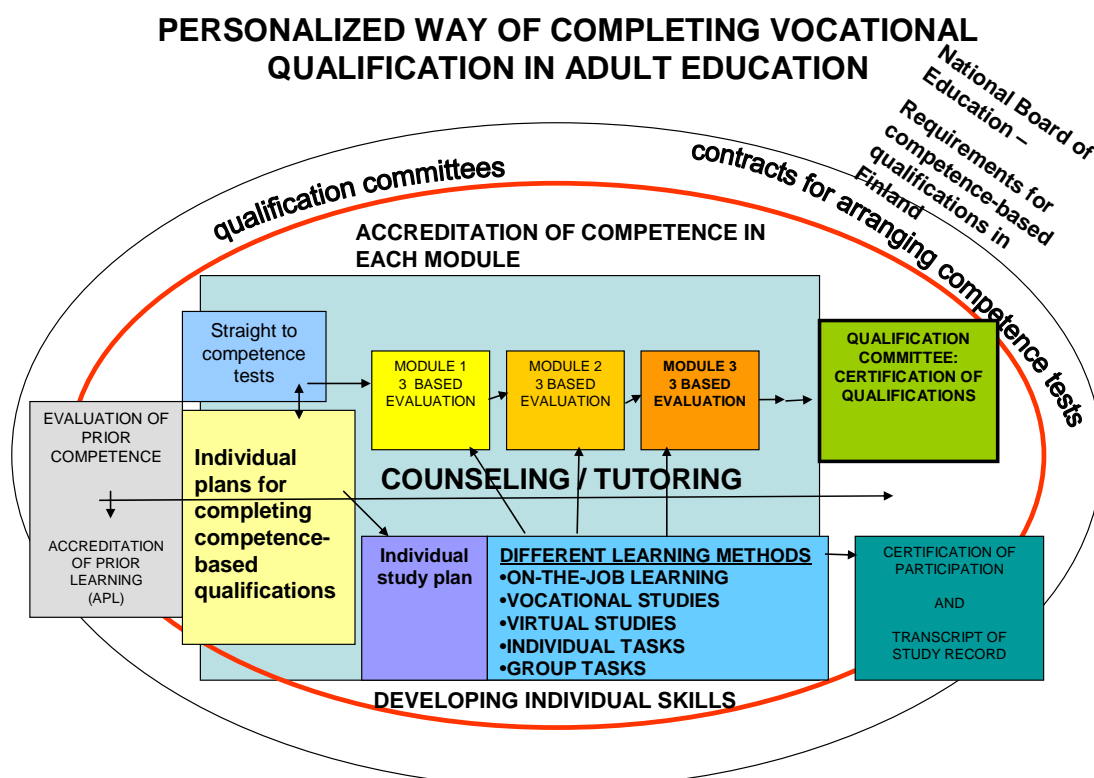 PERSONALIZED WAY OF COMPLETING VOCATIONAL
QUALIFICATION IN ADULT EDUCATION
National Board of
Education –
Requirements for
competence-based
qualifications in
Finland
qualification committees
contracts for arranging competence tests
ACCREDITATION OF COMPETENCE IN
EACH MODULE
Straight to
competence
tests
MODULE 1
3 BASED
EVALUATION
MODULE 2
3 BASED
EVALUATION
MODULE 3
3 BASED
EVALUATION
QUALIFICATION
COMMITTEE:
CERTIFICATION OF
QUALIFICATIONS
EVALUATION OF
PRIOR
COMPETENCE
ACCREDITATION
OF PRIOR
LEARNING
(APL)
Individual
plans for
completing
competence-
based
qualifications
COUNSELING / TUTORING
Individual
study plan
DIFFERENT LEARNING METHODS
•ON-THE-JOB LEARNING
•VOCATIONAL STUDIES
•VIRTUAL STUDIES
•INDIVIDUAL TASKS
•GROUP TASKS
CERTIFICATION OF
PARTICIPATION
AND
TRANSCRIPT OF
STUDY RECORD
DEVELOPING INDIVIDUAL SKILLS